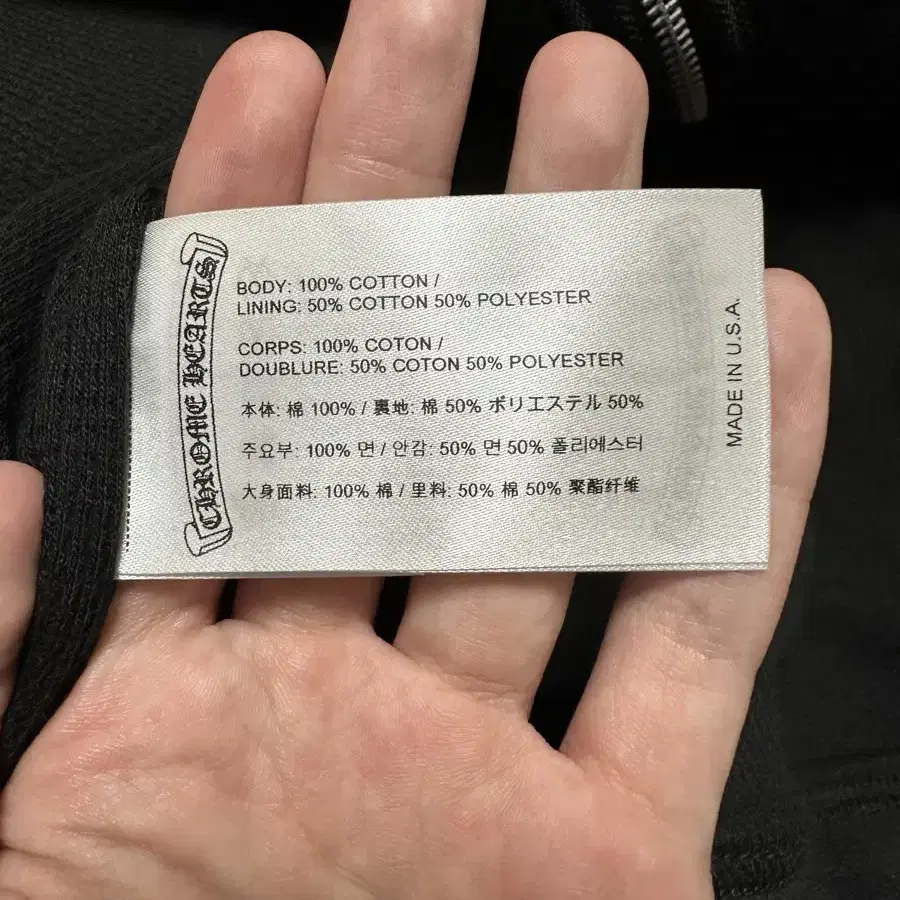 CHROME HEARTS
BODY: 100% COTTON /
LINING: 50% COTTON 50% POLYESTER
CORPS: 100% COTON /
DOUBLURE: 50% COTON 50% POLYESTER
本体: 棉 100% / 裏地: 棉 50% ポリエステル 50%
주요부: 100% 면 / 안감: 50% 면 50% 폴리에스터
大身面料: 100% 棉 / 里料: 50% 棉 50% 聚酯纤维
MADE IN U.S.A.